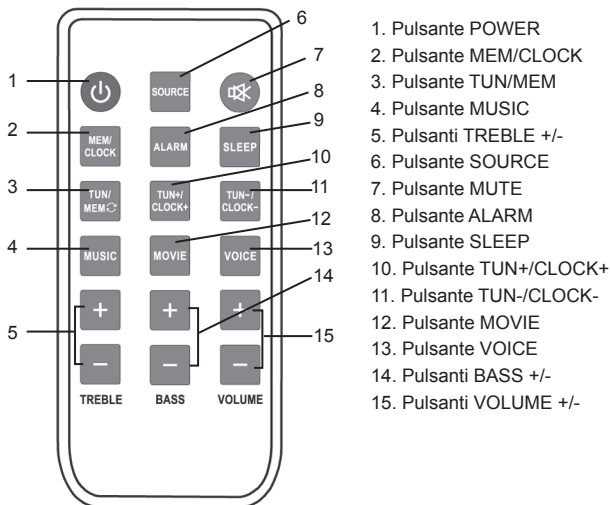 6
1
7
SOURCE
8
2
MEM/
CLOCK
ALARM
SLEEP
9
10
3
TUN/
MEM
TUN+/
CLOCK+
TUN-/
CLOCK-
11
12
4
MUSIC
MOVIE
VOICE
13
14
+
+
+
5
15
-
-
-
TREBLE
BASS
VOLUME
1. Pulsante POWER
2. Pulsante MEM/CLOCK
3. Pulsante TUN/MEM
4. Pulsante MUSIC
5. Pulsanti TREBLE +/-
6. Pulsante SOURCE
7. Pulsante MUTE
8. Pulsante ALARM
9. Pulsante SLEEP
10. Pulsante TUN+/CLOCK+
11. Pulsante TUN-/CLOCK-
12. Pulsante MOVIE
13. Pulsante VOICE
14. Pulsanti BASS +/-
15. Pulsanti VOLUME +/-